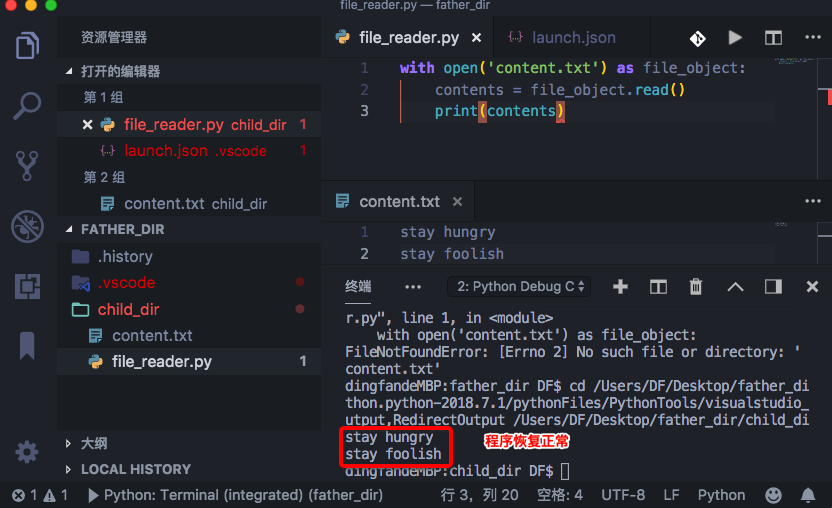 file_reader.py — father_dir
资源管理器
打开的编辑器
第 1 组
file_reader.py child_dir 1
launch.json .vscode 1
第 2 组
content.txt child_dir
FATHER_DIR
.history
.vscode
child_dir
content.txt
file_reader.py 1
大纲
LOCAL HISTORY
file_reader.py
launch.json
1 with open('content.txt') as file_object:
2 contents = file_object.read()
3 print(contents)
content.txt
1 stay hungry
2 stay foolish
终端
2: Python Debug C
r.py", line 1, in <module>
with open('content.txt') as file_object:
FileNotFoundError: [Errno 2] No such file or directory: '
content.txt'
dingfandeMBP:father_dir DF$ cd /Users/DF/Desktop/father_di
thon.python-2018.7.1/pythonFiles/PythonTools/visualstudio_
utput,RedirectOutput /Users/DF/Desktop/father_dir/child_di
stay hungry
程序恢复正常
stay foolish
dingfandeMBP:child_dir DF$
1 1 Python: Terminal (integrated) (father_dir) 行 3，列 20 空格: 4 UTF-8 LF Python